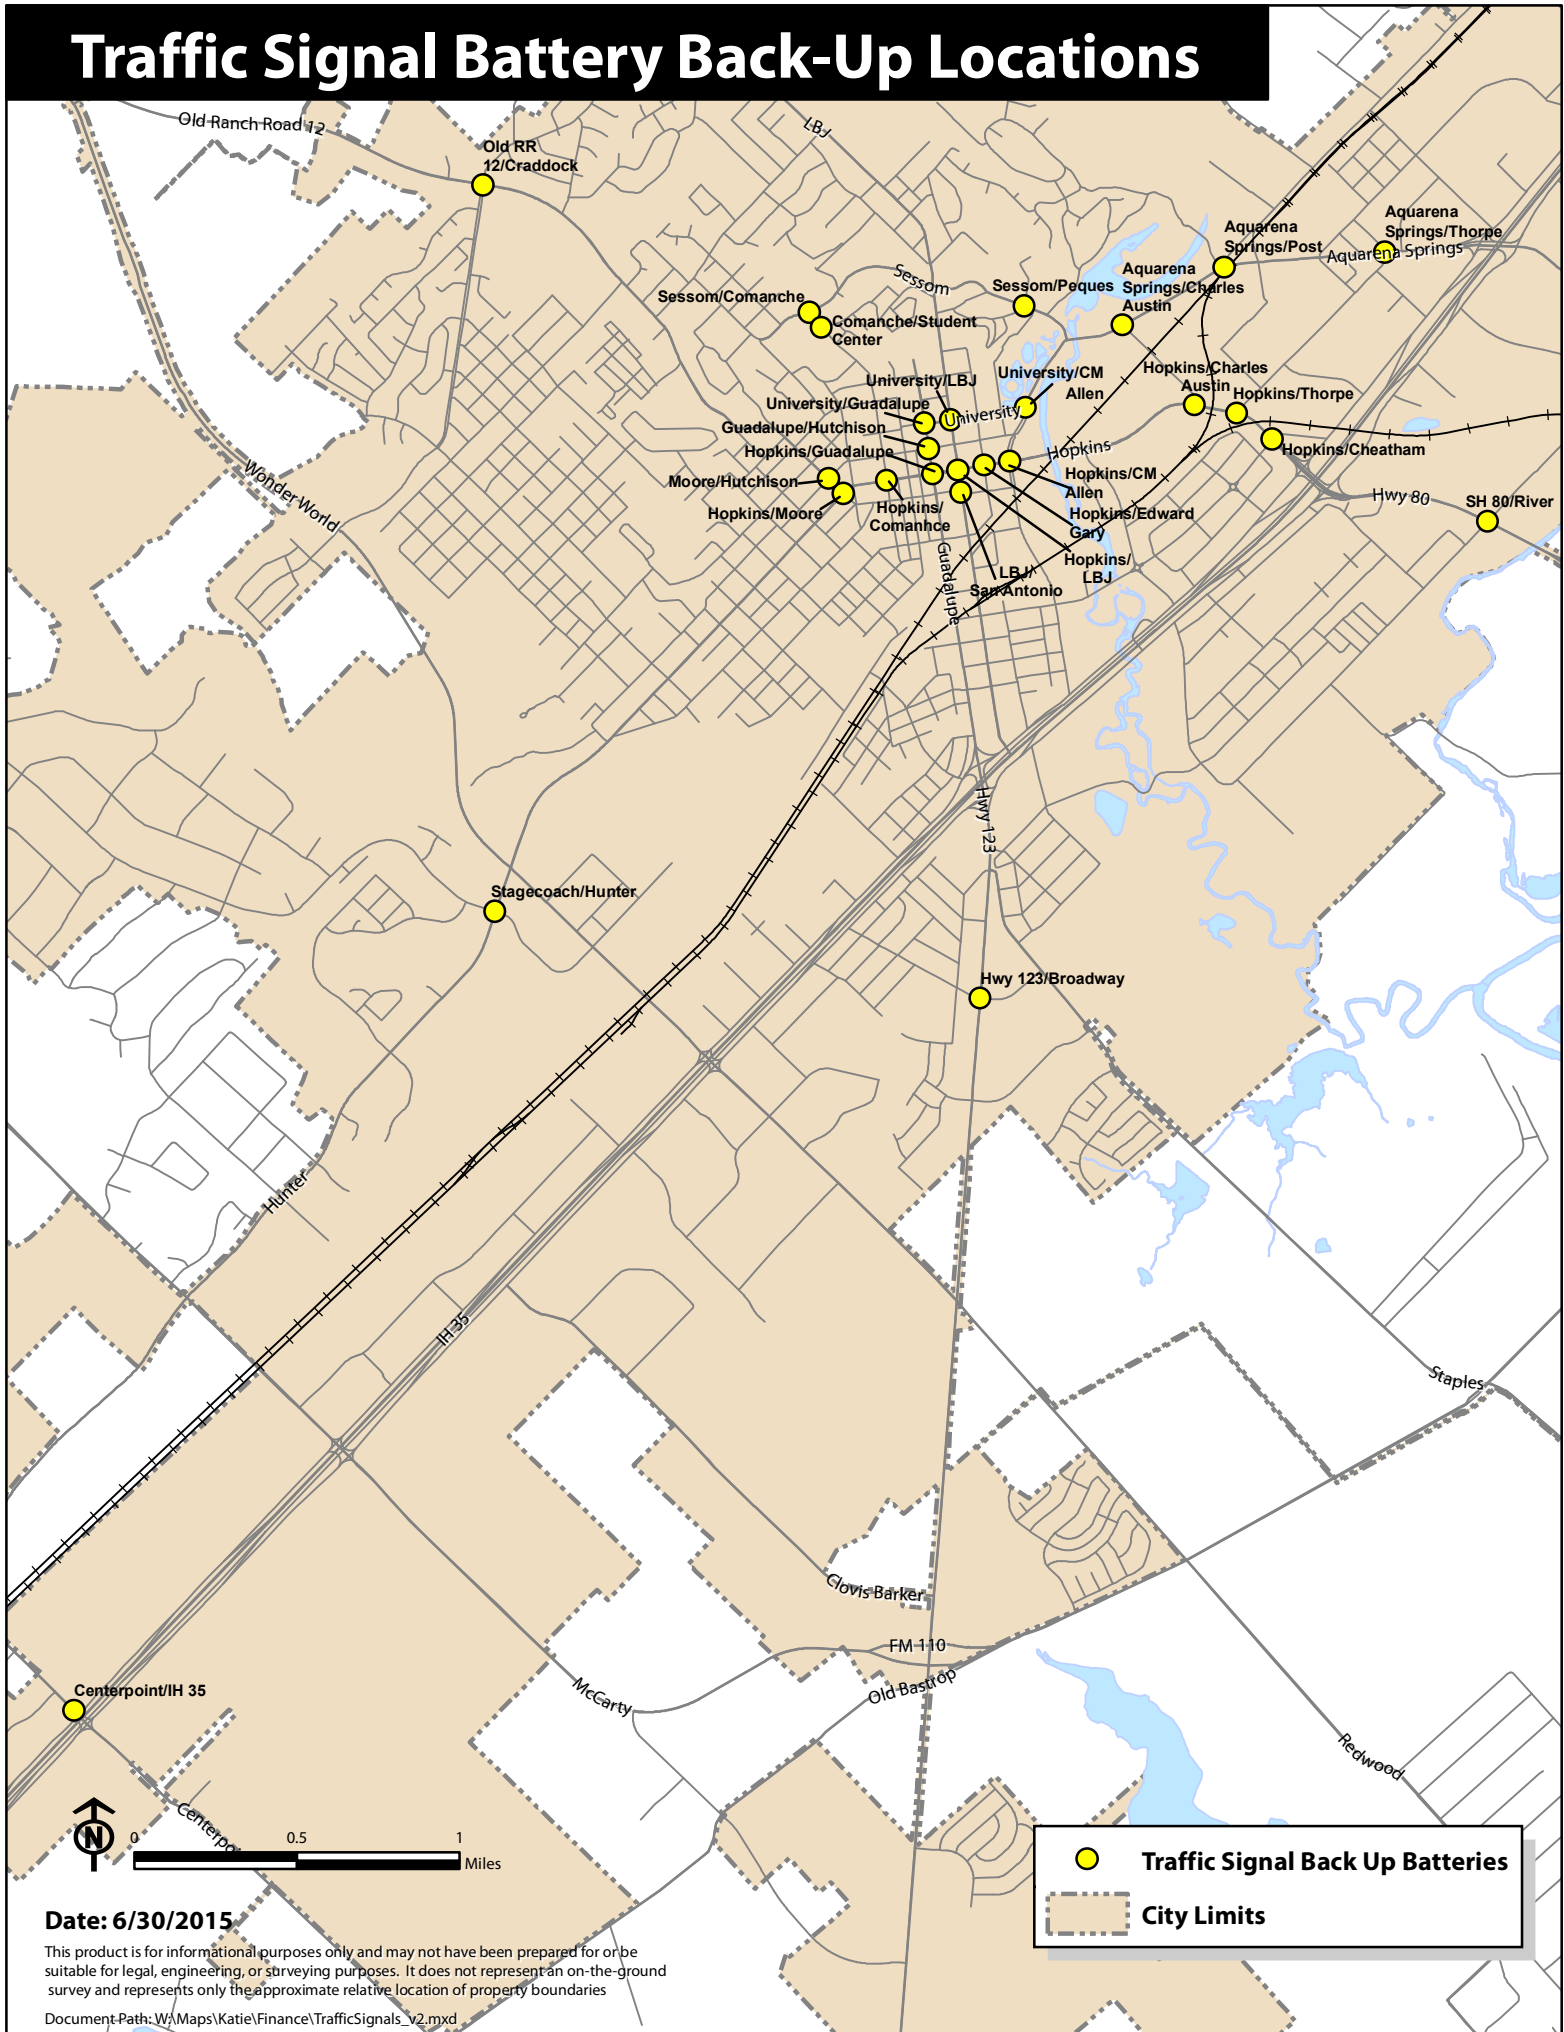 Traffic Signal Battery Back-Up Locations
Old Ranch Road 12
LBJ
Old RR
12/Craddock
Aquarena
Springs/Thorpe
Aquarena
Springs/Post
Aquarena Springs
Sessom
Aquarena
Springs/Charles
Austin
Sessom/Peques
Sessom/Comanche
Comanche/Student
Center
University/LBJ
University/CM
Allen
Hopkins/Charles
Austin
Hopkins/Thorpe
University/Guadalupe
University
Guadalupe/Hutchison
Hopkins/Guadalupe
Hopkins
Hopkins/Cheatham
Moore/Hutchison
Hopkins/CM
Allen
Hopkins/Moore
Hopkins/
Comanhce
Hopkins/Edward
Gary
Hwy 80
SH 80/River
Wonder World
Guadalupe
Hopkins/
LBJ
LBJ/
San Antonio
Hwy 123
Stagecoach/Hunter
Hwy 123/Broadway
Hunter
IH 35
Staples
Clovis Barker
FM 110
Old Bastrop
McCarty
Centerpoint/IH 35
Redwood
N
0 0.5 1
Miles
Traffic Signal Back Up Batteries
City Limits
Date: 6/30/2015
This product is for informational purposes only and may not have been prepared for or be
suitable for legal, engineering, or surveying purposes. It does not represent an on-the-ground
survey and represents only the approximate relative location of property boundaries
Document Path: W:\Maps\Katie\Finance\TrafficSignals_v2.mxd